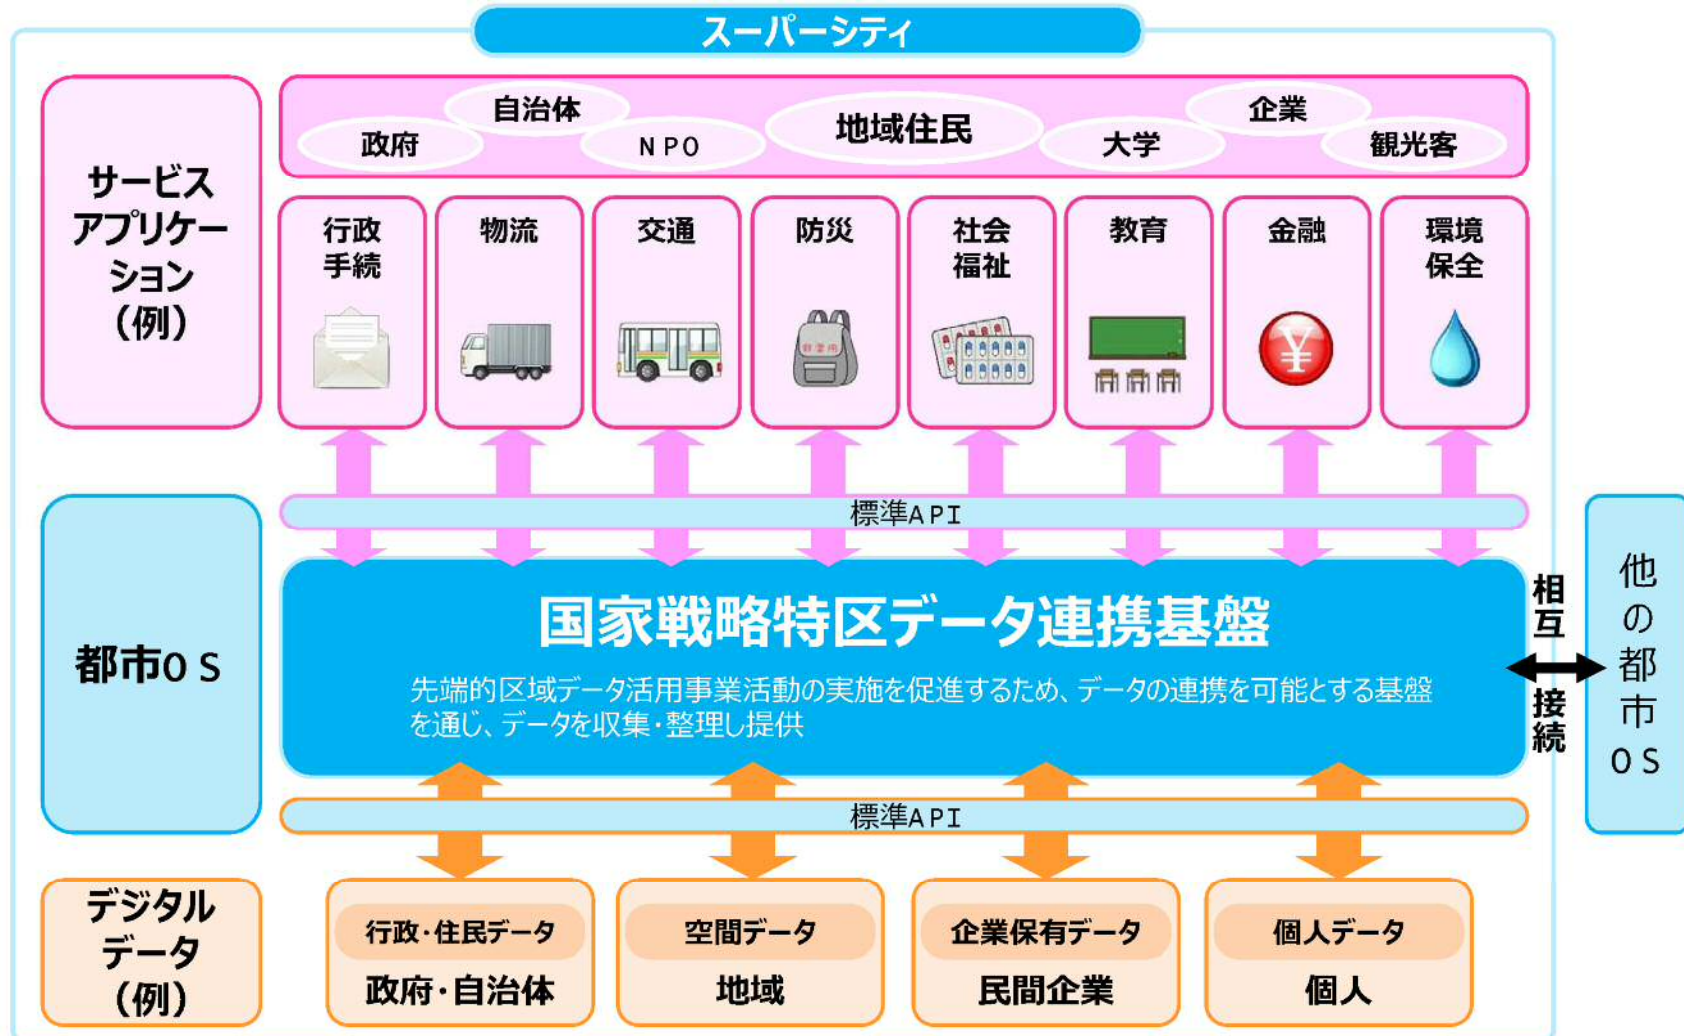 スーパーシティ
サービス
アプリケー
ション
（例）
政府
自治体
NPO
地域住民
大学
企業
観光客
行政
手続
物流
交通
防災
社会
福祉
教育
金融
環境
保全
標準API
都市OS
国家戦略特区データ連携基盤
先端的区域データ活用事業活動の実施を促進するため、データの連携を可能とする基盤
を通じ、データを収集・整理し提供
相互
接続
他の都市OS
標準API
デジタル
データ
（例）
行政・住民データ
政府・自治体
空間データ
地域
企業保有データ
民間企業
個人データ
個人